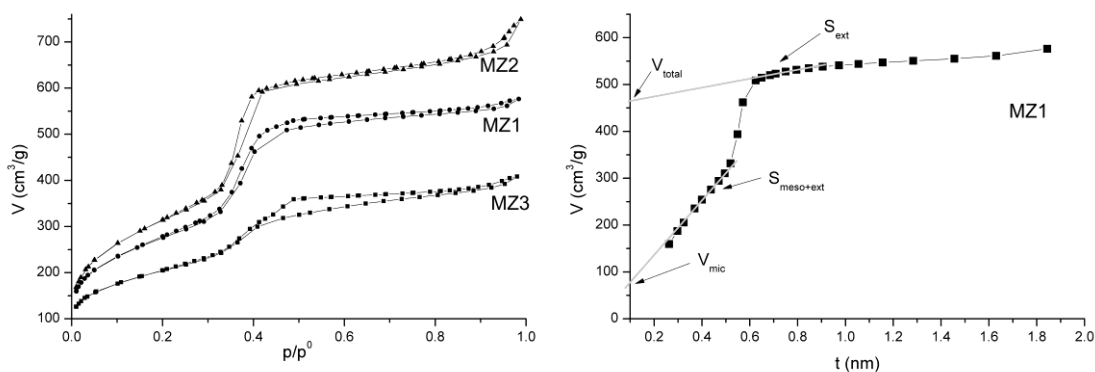 700
600
500
400
300
200
100
V (cm³/g)
MZ2
MZ1
MZ3
0.0
0.2
0.4
0.6
0.8
1.0
p/p⁰
600
500
400
300
200
100
0
V (cm³/g)
S_ext
V_total
MZ1
S_meso+ext
V_mic
0.2
0.4
0.6
0.8
1.0
1.2
1.4
1.6
1.8
2.0
t (nm)